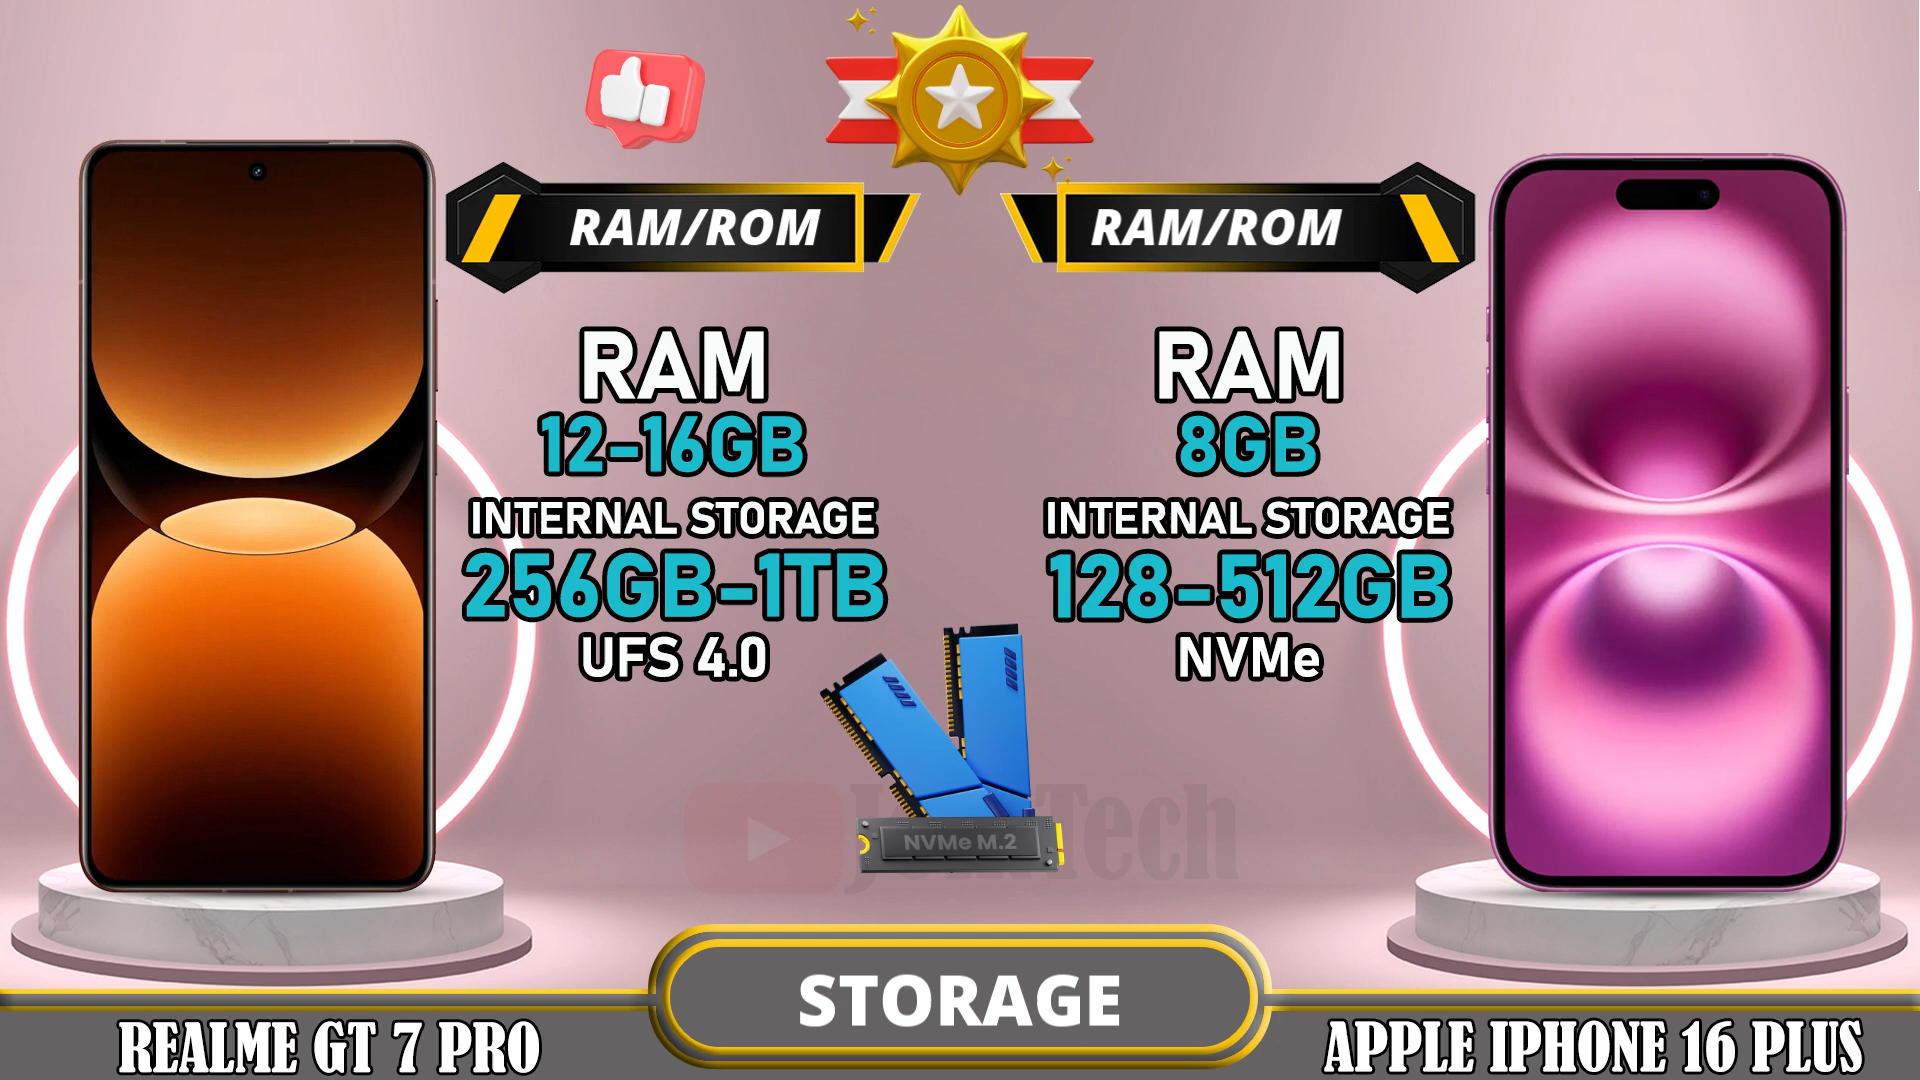 RAM/ROM
RAM
12-16GB
INTERNAL STORAGE
256GB-1TB
UFS 4.0
RAM/ROM
RAM
8GB
INTERNAL STORAGE
128-512GB
NVMe
NVMe M.2
Tech
STORAGE
REALME GT 7 PRO
APPLE IPHONE 16 PLUS